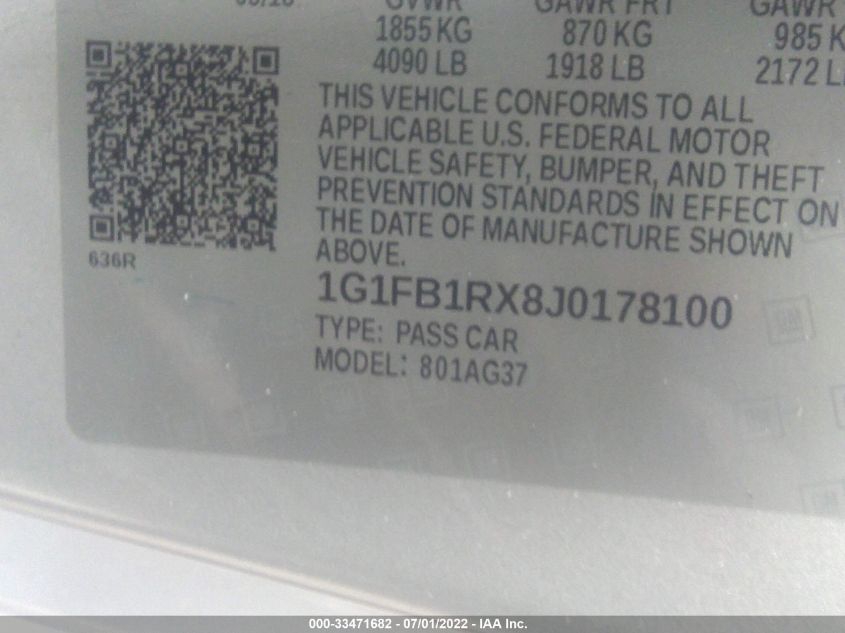 GVWR GAWR FRT GAWR
1855 KG 870 KG 985 K
4090 LB 1918 LB 2172 L
THIS VEHICLE CONFORMS TO ALL
APPLICABLE U.S. FEDERAL MOTOR
VEHICLE SAFETY, BUMPER, AND THEFT
PREVENTION STANDARDS IN EFFECT ON
THE DATE OF MANUFACTURE SHOWN
ABOVE.
636R
1G1FB1RX8J0178100
TYPE: PASS CAR
MODEL: 801AG37
000-33471682 - 07/01/2022 - IAA Inc.